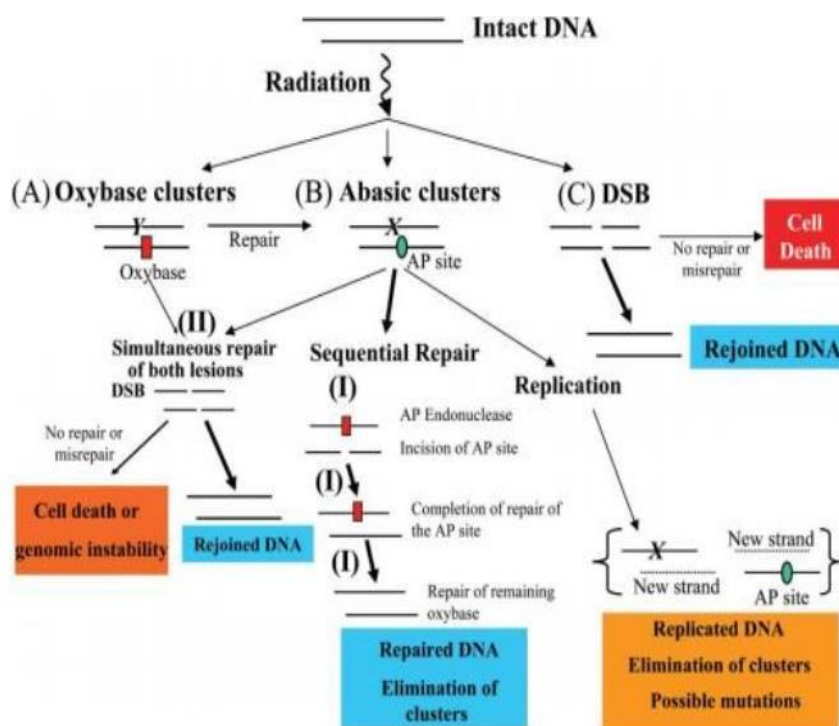 Intact DNA
Radiation
(A) Oxybase clusters
(B) Abasic clusters
(C) DSB
Y
Oxybase
Repair
X
AP site
No repair or
misrepair
Cell
Death
Rejoined DNA
(II)
Simultaneous repair
of both lesions
DSB
No repair or
misrepair
Cell death or
genomic instability
Rejoined DNA
Sequential Repair
(I)
AP Endonuclease
Incision of AP site
(I)
Completion of repair of
the AP site
(I)
Repair of remaining
oxybase
Repaired DNA
Elimination of
clusters
Replication
{
X
New strand
New strand
AP site
}
Replicated DNA
Elimination of clusters
Possible mutations